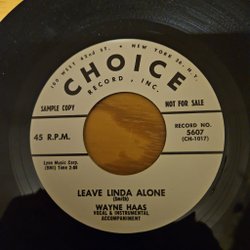 100 WEST 42nd ST. • NEW YORK 36, N.Y.
CHOICE
RECORD, INC.
SAMPLE COPY
NOT FOR SALE
45 R.P.M.
RECORD NO.
5607
(CH-1017)
Lynn Music Corp.
(BMI) Time 2:08
LEAVE LINDA ALONE
(Smith)
WAYNE HAAS
VOCAL & INSTRUMENTAL
ACCOMPANIMENT